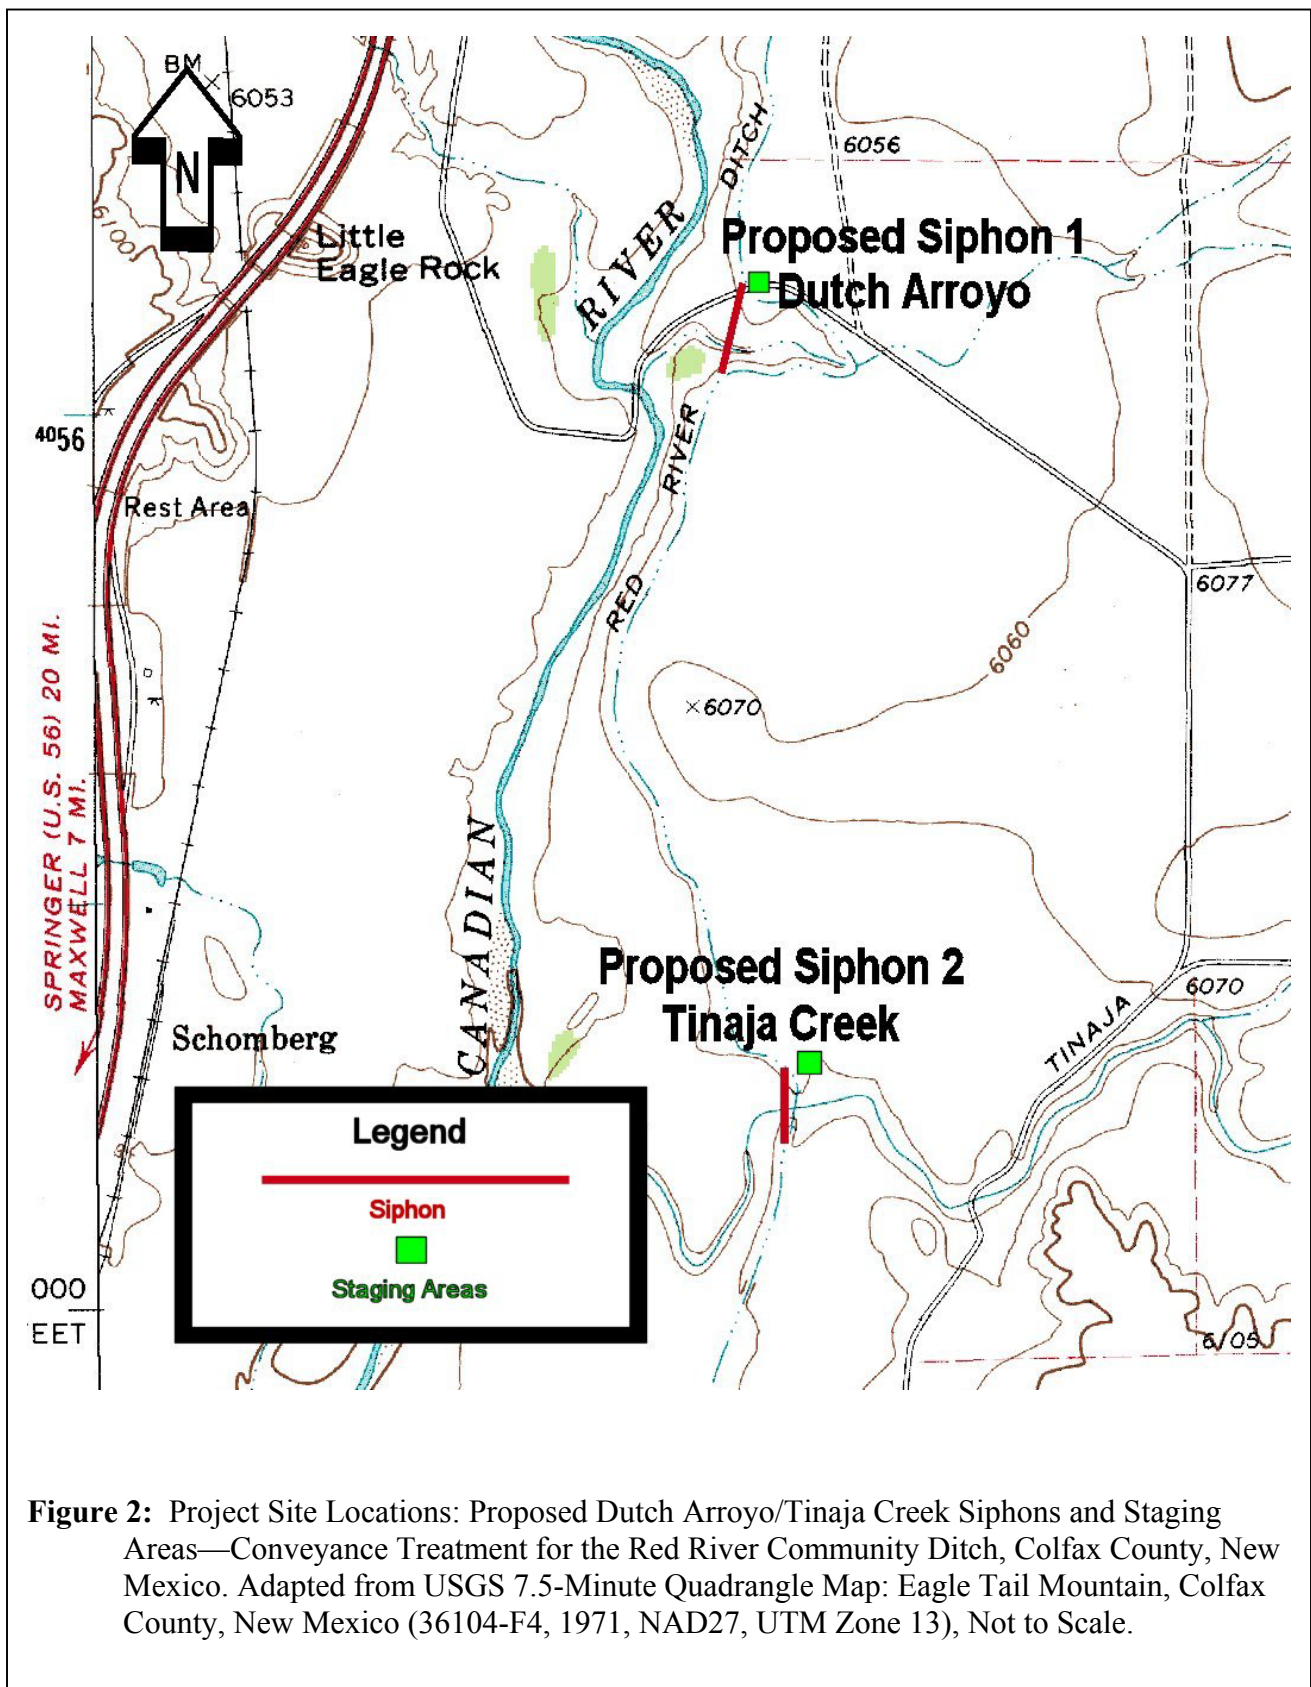 BM
6053
N
6100
Little
Eagle Rock
RIVER
DITCH
6056
Proposed Siphon 1
Dutch Arroyo
4056
Rest Area
RED RIVER
6077
6060
6070
SPRINGER (U.S. 56) 20 MI.
MAXWELL 7 MI.
CANADIAN
Proposed Siphon 2
Tinaja Creek
6070
TINAJA
Schomberg
Legend
Siphon
Staging Areas
000
EET
6105
Figure 2: Project Site Locations: Proposed Dutch Arroyo/Tinaja Creek Siphons and Staging
Areas—Conveyance Treatment for the Red River Community Ditch, Colfax County, New
Mexico. Adapted from USGS 7.5-Minute Quadrangle Map: Eagle Tail Mountain, Colfax
County, New Mexico (36104-F4, 1971, NAD27, UTM Zone 13), Not to Scale.